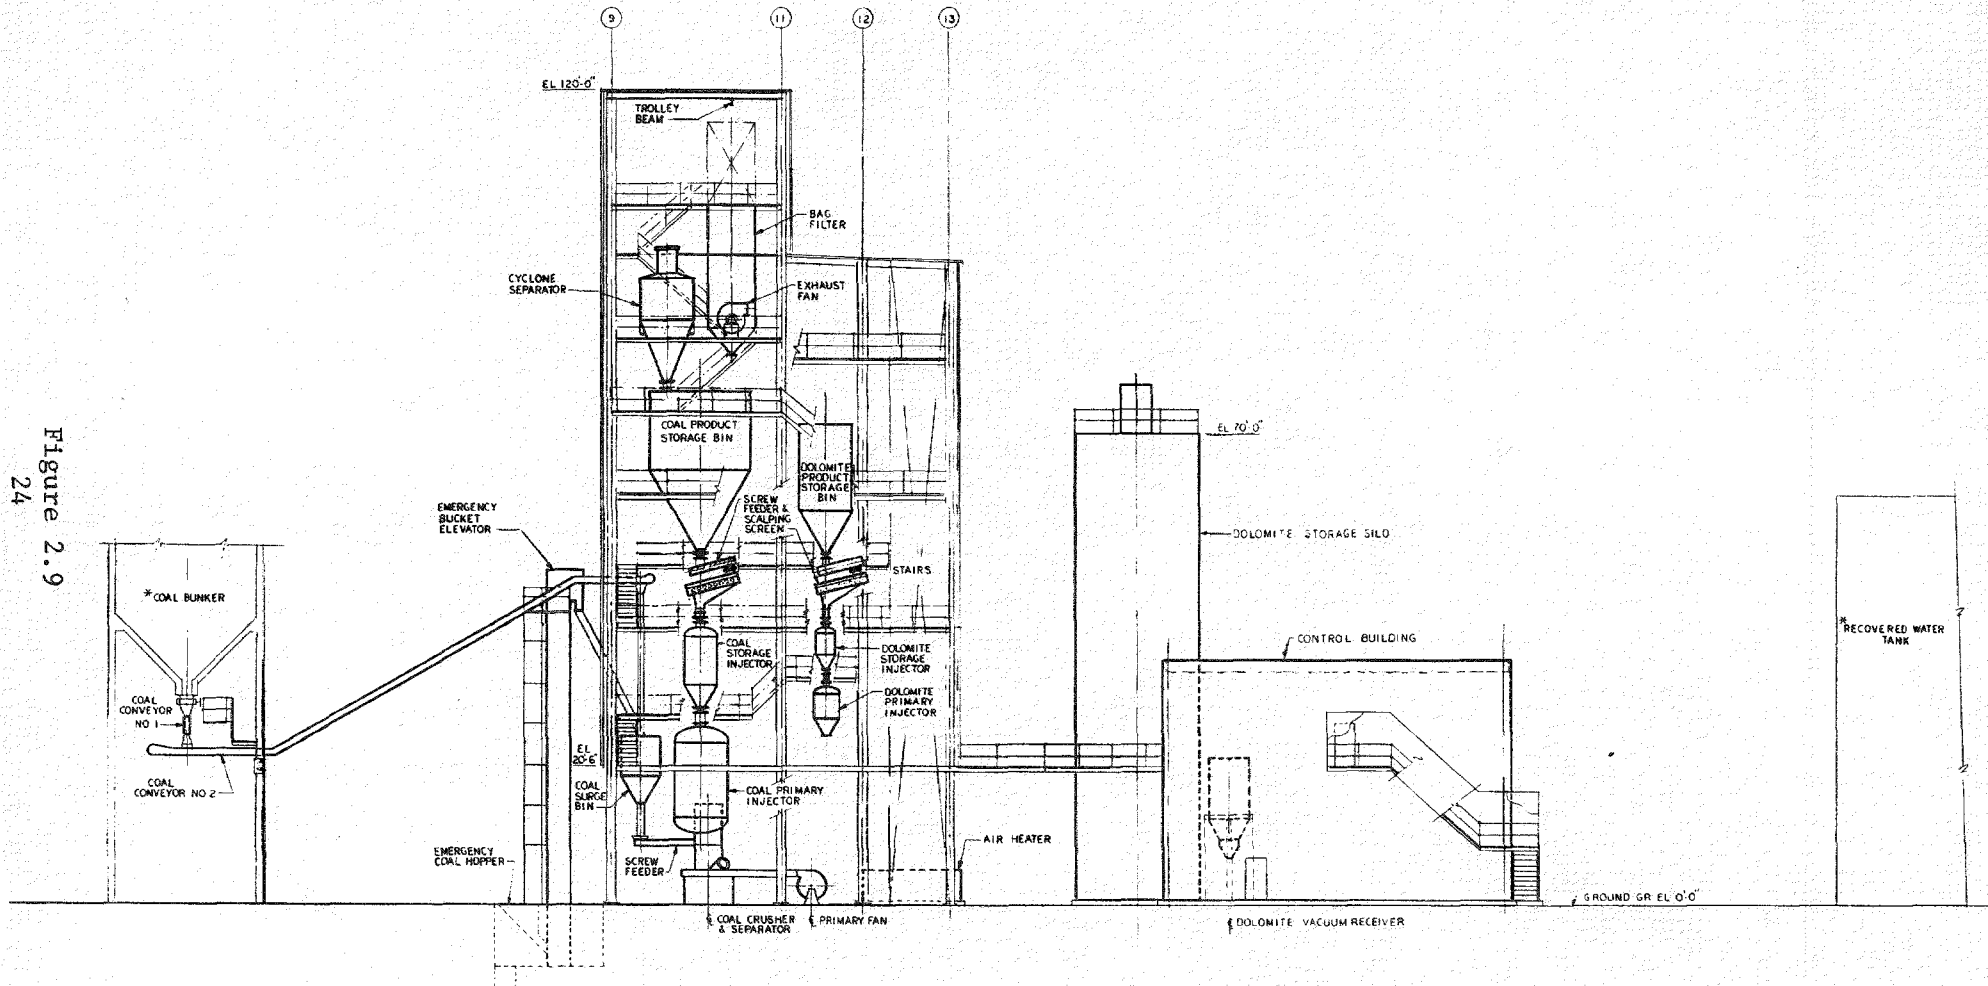 9
11
12
13
EL 120'-0"
TROLLEY
BEAM
BAG
FILTER
CYCLONE
SEPARATOR
EXHAUST
FAN
COAL PRODUCT
STORAGE BIN
EL 70'-0"
DOLOMITE
PRODUCT
STORAGE
BIN
SCREW
FEEDER &
SCALPING
SCREEN
EMERGENCY
BUCKET
ELEVATOR
DOLOMITE STORAGE SILO
STAIRS
* COAL BUNKER
CONTROL BUILDING
* RECOVERED WATER
TANK
COAL
STORAGE
INJECTOR
DOLOMITE
STORAGE
INJECTOR
DOLOMITE
PRIMARY
INJECTOR
COAL
CONVEYOR
NO 1
EL
20'-6"
COAL
CONVEYOR NO 2
COAL
SURGE
BIN
COAL PRIMARY
INJECTOR
AIR HEATER
EMERGENCY
COAL HOPPER
SCREW
FEEDER
GROUND GR EL 0'-0"
℄ COAL CRUSHER
& SEPARATOR
℄ PRIMARY FAN
℄ DOLOMITE VACUUM RECEIVER
Figure 2.9
24